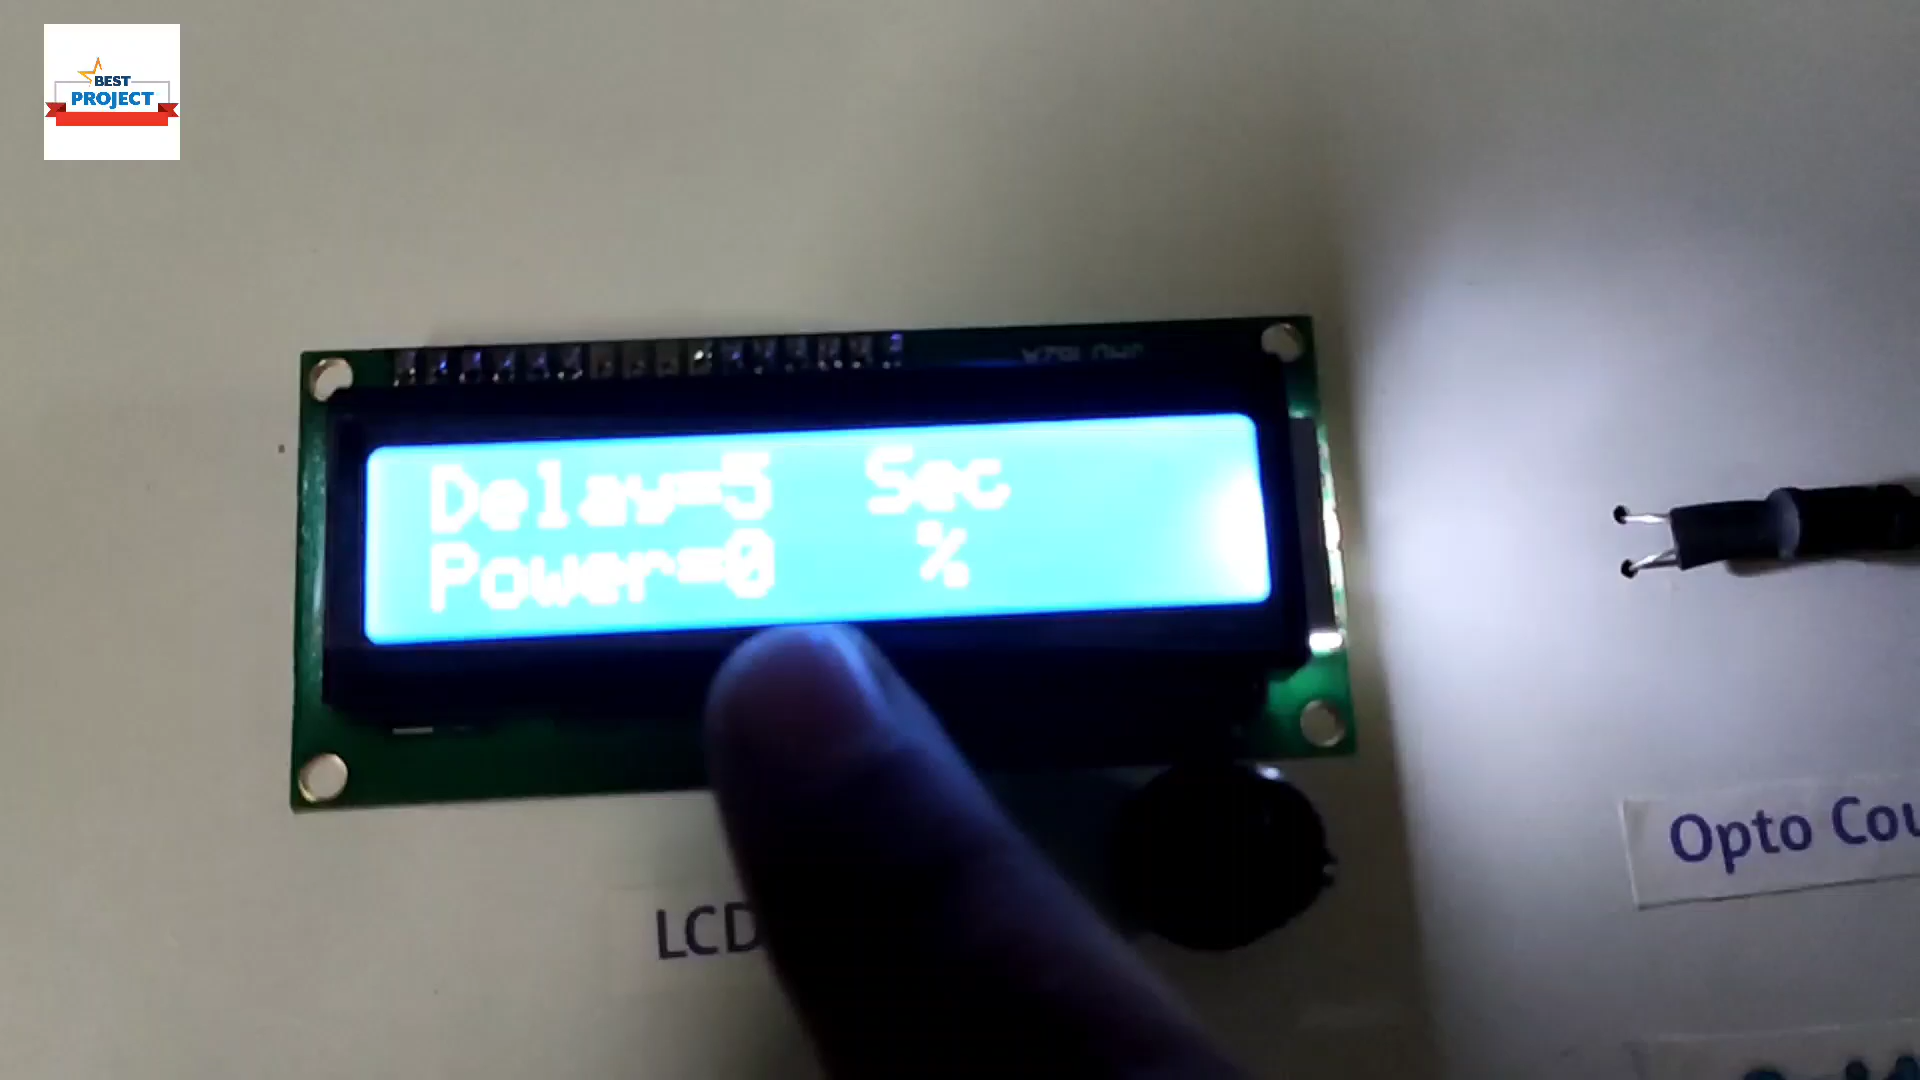 BEST
PROJECT
Delay=5 Sec
Power=0 %
Opto Cou
LCD